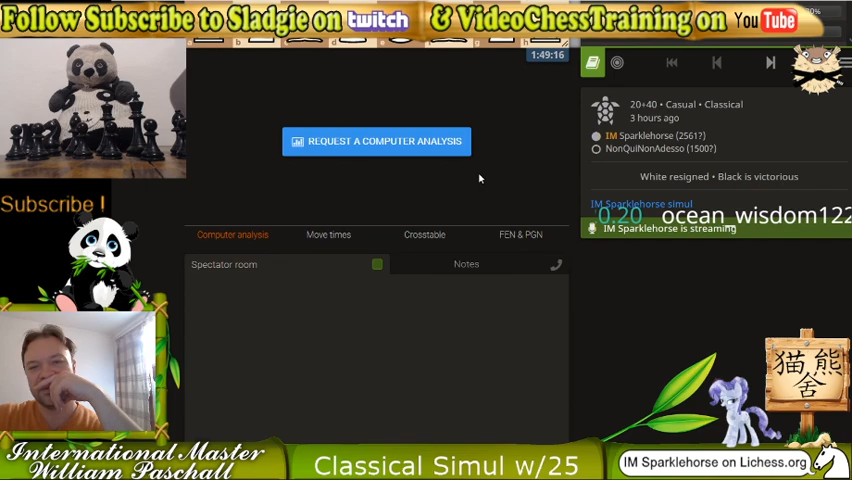 Follow Subscribe to Sladgie on twitch & VideoChessTraining on YouTube
1:49:16
REQUEST A COMPUTER ANALYSIS
20+40 • Casual • Classical
3 hours ago
IM Sparklehorse (2561?)
NonQuiNonAdesso (1500?)
White resigned • Black is victorious
IM Sparklehorse simul
0.20 ocean_wisdom122
IM Sparklehorse is streaming
Subscribe !
Computer analysis
Move times
Crosstable
FEN & PGN
Spectator room
Notes
猫熊
舍
International Master
William Paschall
Classical Simul w/25
IM Sparklehorse on Lichess.org